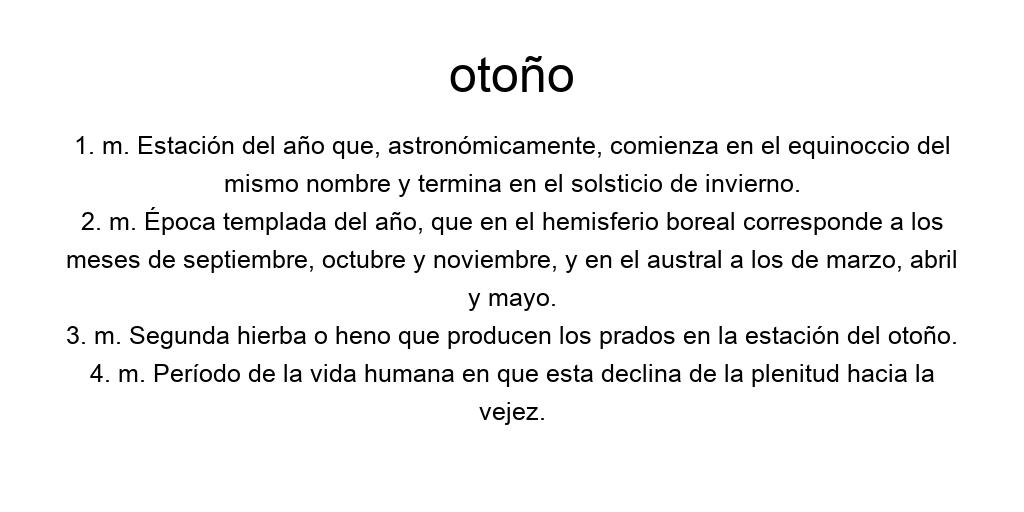 otoño
1. m. Estación del año que, astronómicamente, comienza en el equinoccio del
mismo nombre y termina en el solsticio de invierno.
2. m. Época templada del año, que en el hemisferio boreal corresponde a los
meses de septiembre, octubre y noviembre, y en el austral a los de marzo, abril
y mayo.
3. m. Segunda hierba o heno que producen los prados en la estación del otoño.
4. m. Período de la vida humana en que esta declina de la plenitud hacia la
vejez.